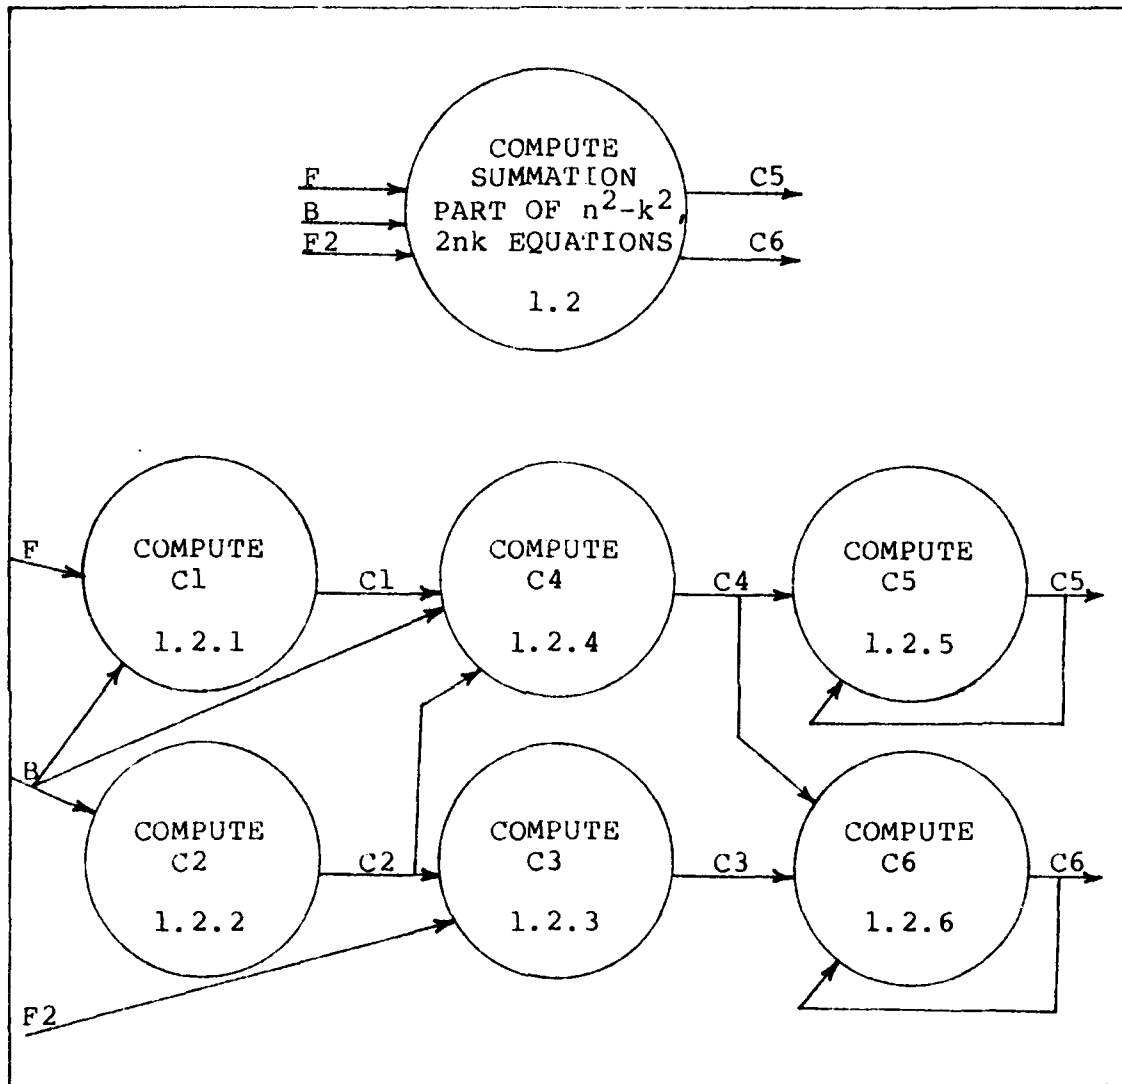 COMPUTE
SUMMATION
PART OF n²-k²,
2nk EQUATIONS
1.2
F
B
F2
C5
C6
COMPUTE
C1
1.2.1
COMPUTE
C4
1.2.4
COMPUTE
C5
1.2.5
F
C1
C4
C5
B
COMPUTE
C2
1.2.2
COMPUTE
C3
1.2.3
COMPUTE
C6
1.2.6
C2
C3
C6
F2